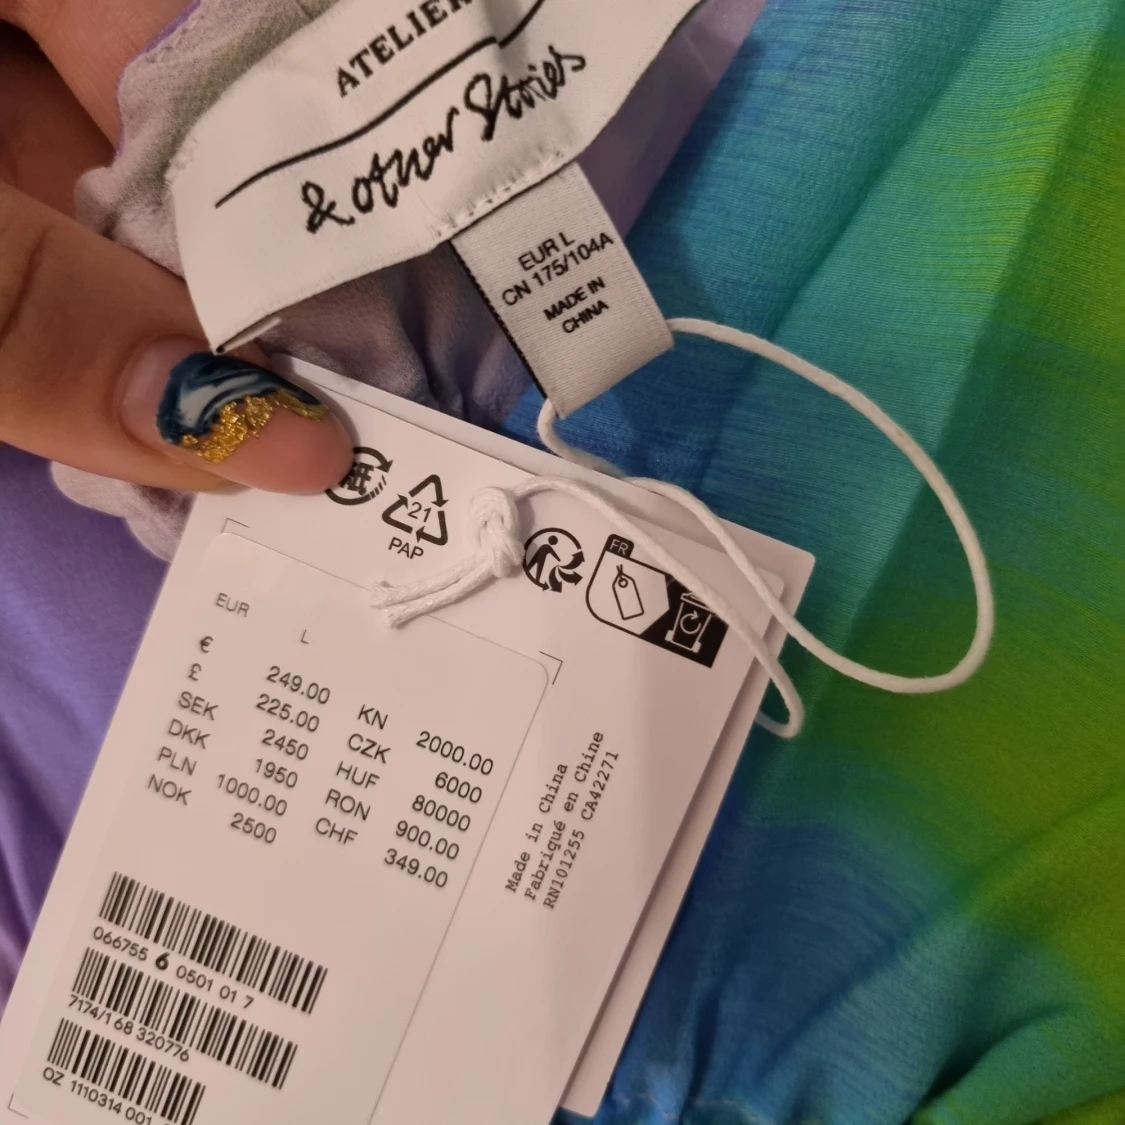 ATELIER
& other Stories
EUR L
CN 175/104A
MADE IN
CHINA
21
PAP
FR
EUR L
€ 249.00 KN 2000.00
£ 225.00 CZK 6000
SEK 2450 HUF 80000
DKK 1950 RON 900.00
PLN 1000.00 CHF 349.00
NOK 2500
Made in China
Fabriqué en Chine
RN101255 CA42271
066755 6 0501 01 7
7174/1 68 320776
OZ 1110314 001